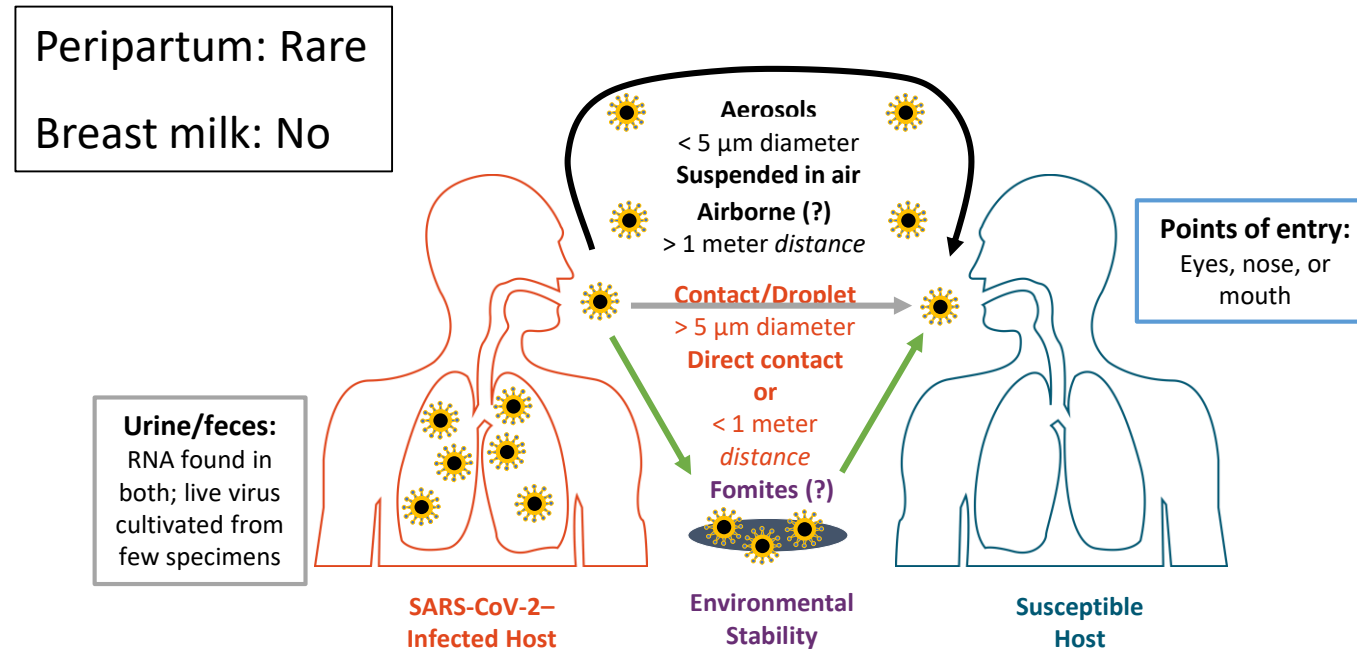 Peripartum: Rare
Breast milk: No
Aerosols
< 5 µm diameter
Suspended in air
Airborne (?)
> 1 meter distance
Points of entry:
Eyes, nose, or
mouth
Contact/Droplet
> 5 µm diameter
Direct contact
or
< 1 meter
distance
Urine/feces:
RNA found in
both; live virus
cultivated from
few specimens
Fomites (?)
SARS-CoV-2–
Infected Host
Environmental
Stability
Susceptible
Host